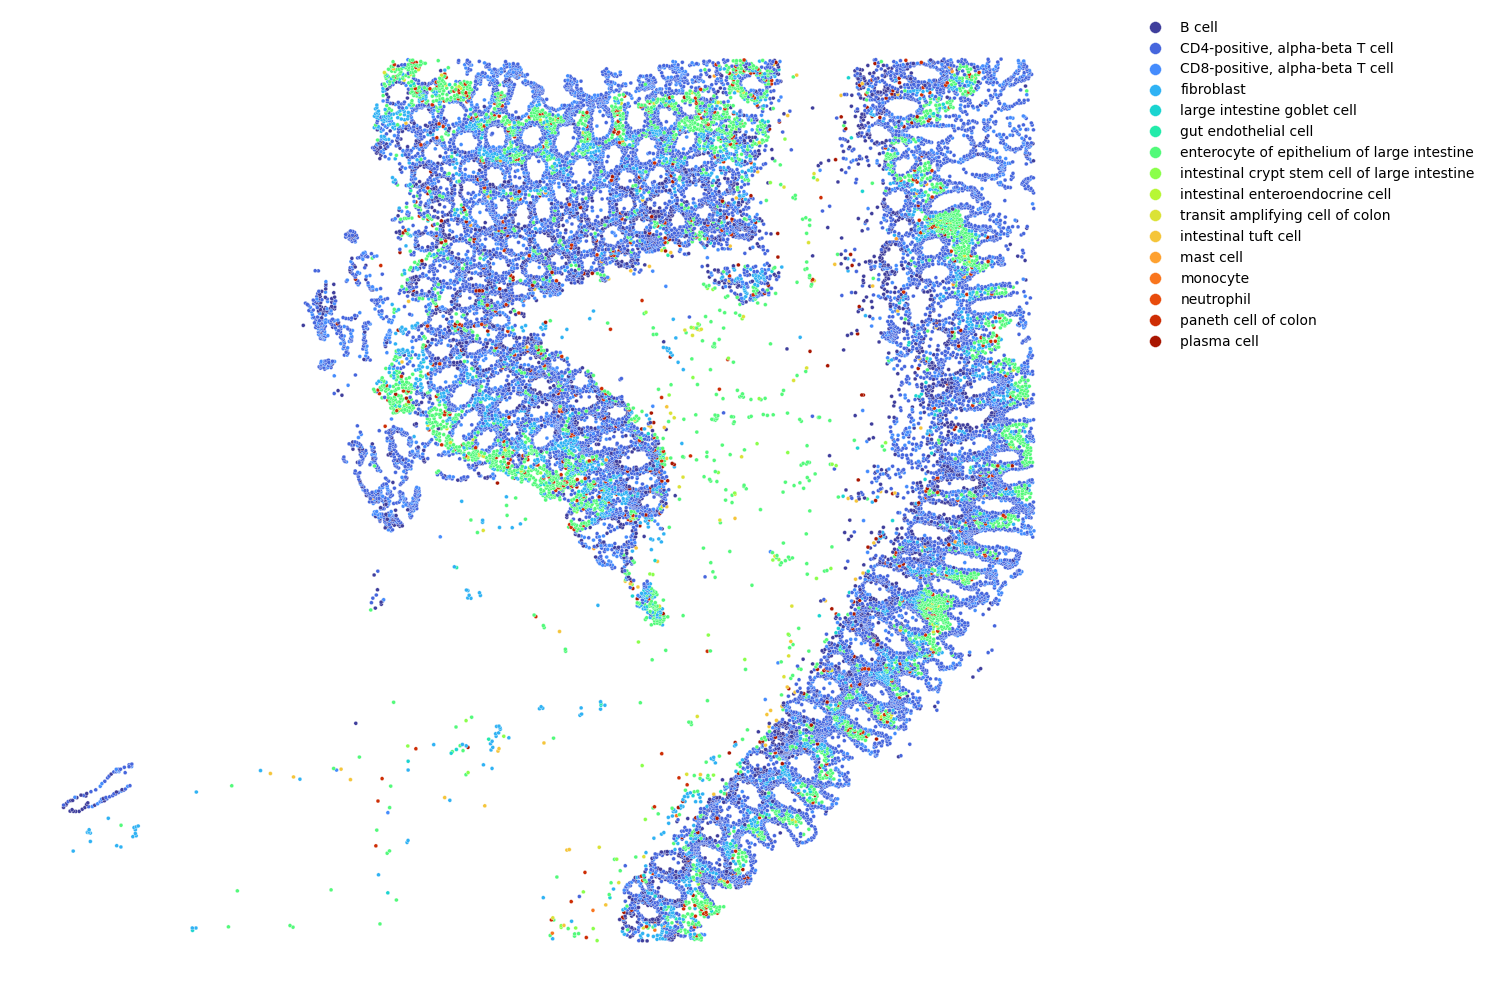 B cell
CD4-positive, alpha-beta T cell
CD8-positive, alpha-beta T cell
fibroblast
large intestine goblet cell
gut endothelial cell
enterocyte of epithelium of large intestine
intestinal crypt stem cell of large intestine
intestinal enteroendocrine cell
transit amplifying cell of colon
intestinal tuft cell
mast cell
monocyte
neutrophil
paneth cell of colon
plasma cell